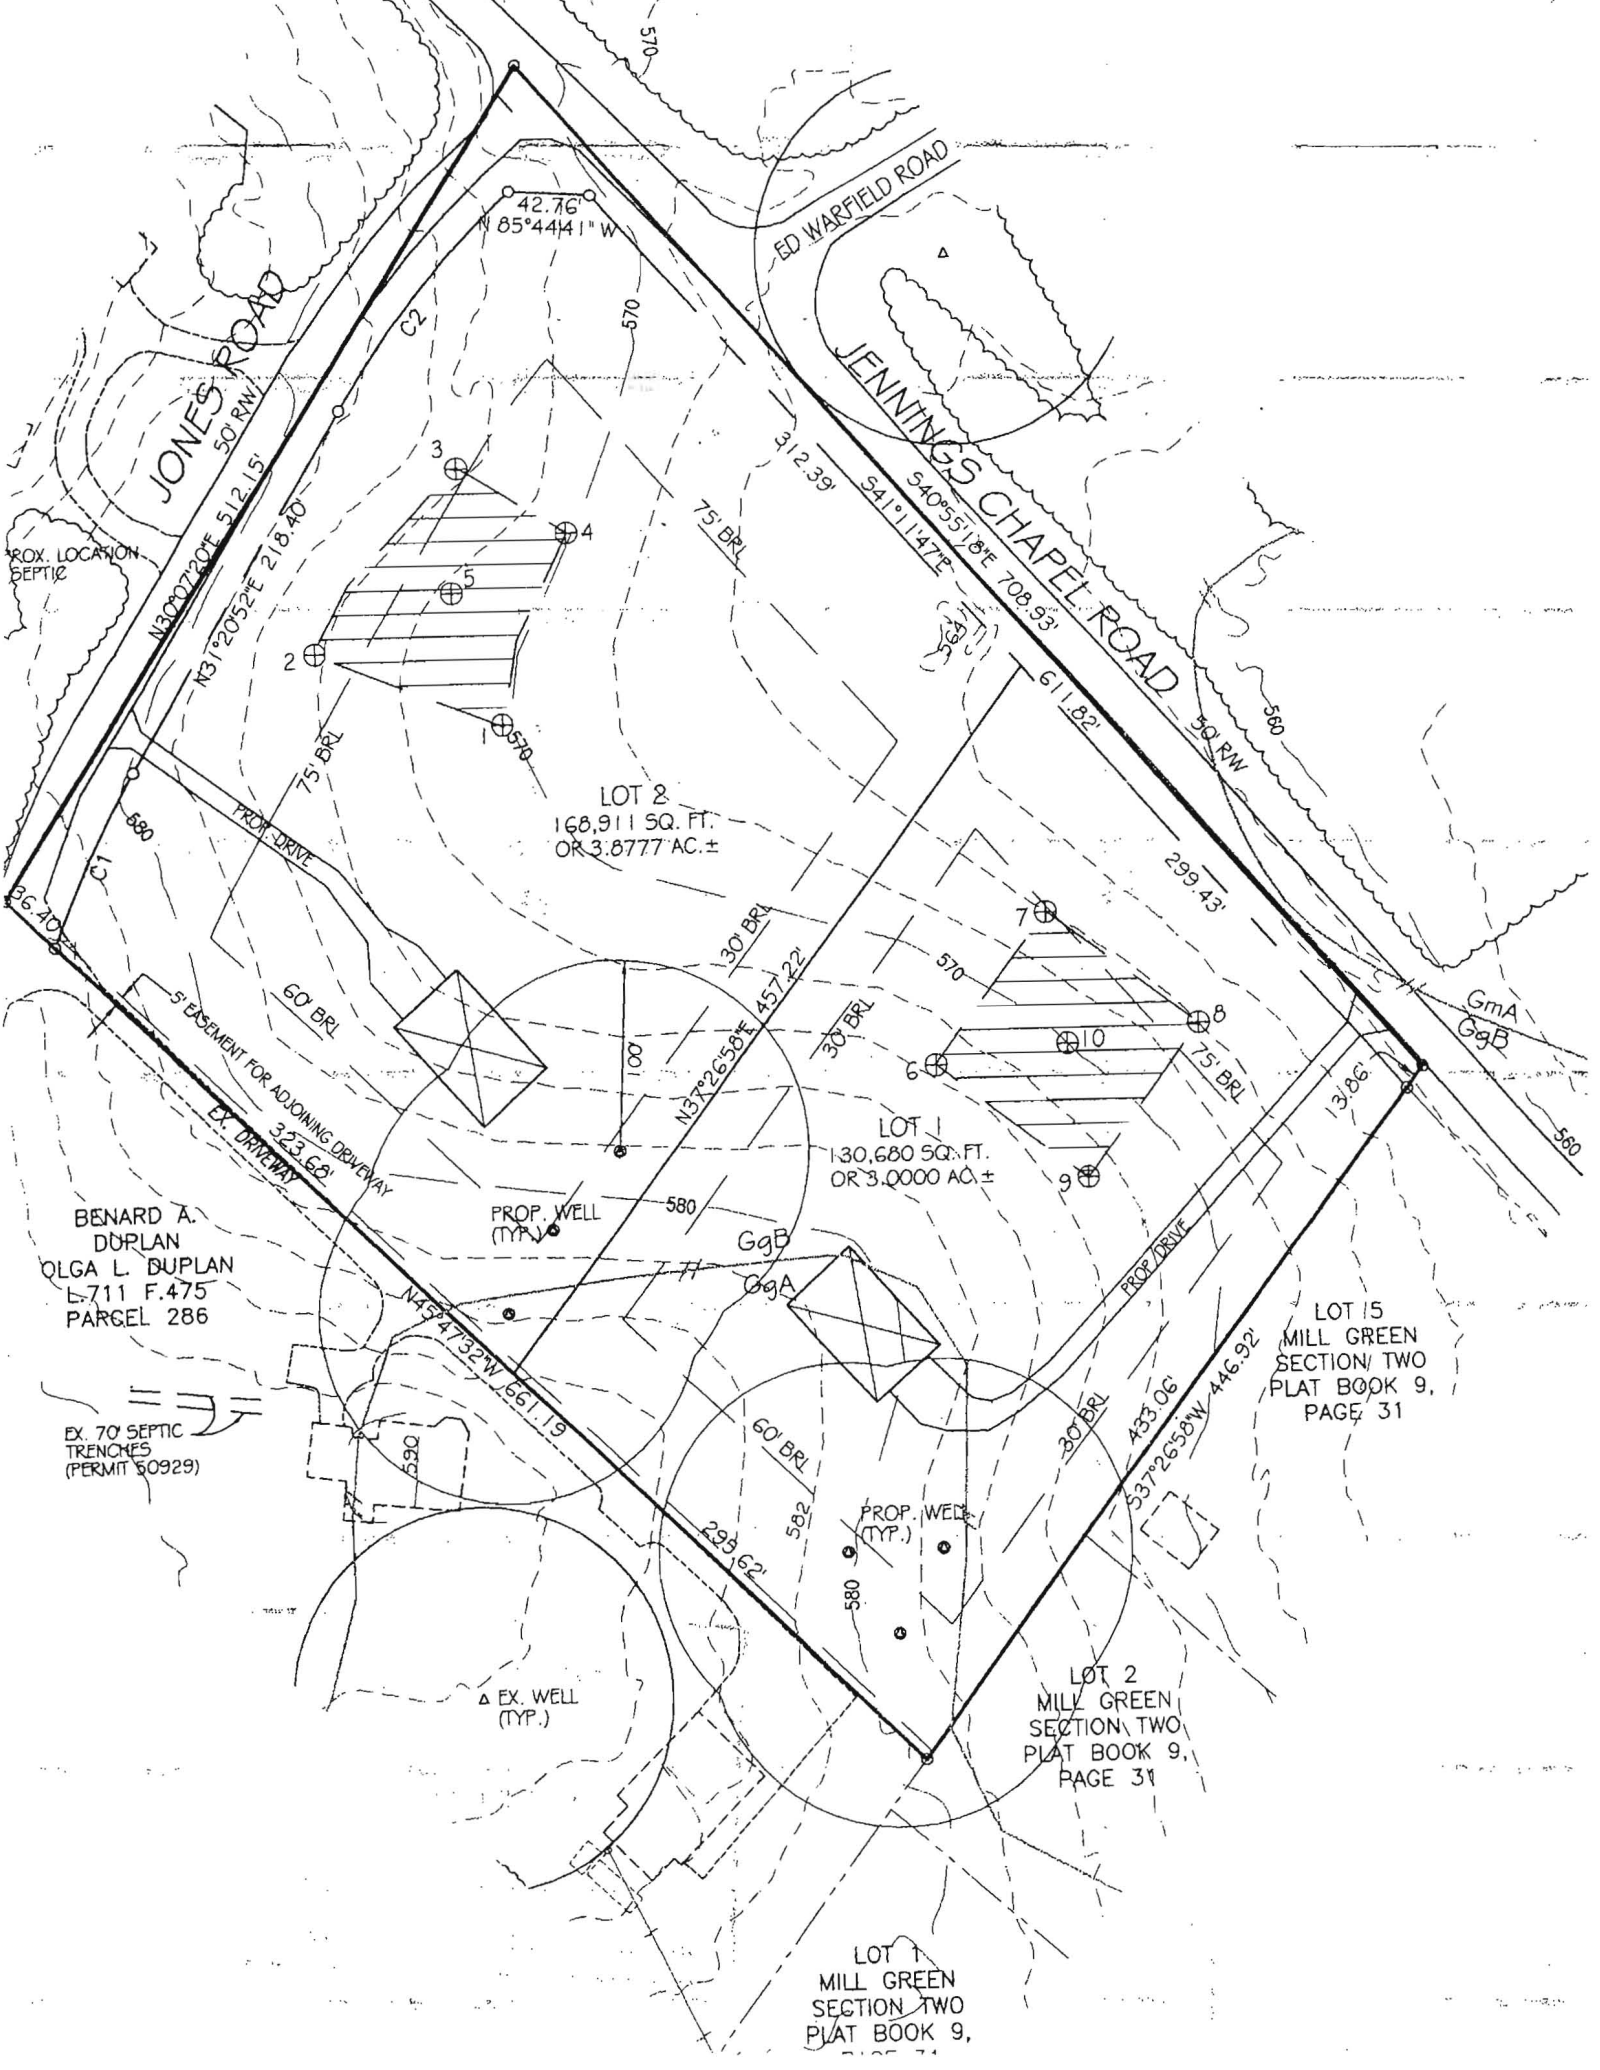 570
ED WARFIELD ROAD
42.76'
N 85°44'41" W
C2
570
JONES ROAD
50' R/W
JENNINGS CHAPEL ROAD
50' R/W
3
4
5
2
1
570
312.39'
S41°11'47"E
S40°55'18"E 708.93'
75' BRL
N30°07'20"E 512.15'
N31°20'52"E 218.40'
ROX. LOCATION
SEPTIC
564
611.82'
560
75' BRL
LOT 2
168,911 SQ. FT.
OR 3.8777 AC.±
580
PROP. DRIVE
C1
36.40'
299.43'
7
30' BRL
570
N37°26'58"E 457.22'
30' BRL
8
10
6
GmA
GgB
60' BRL
5' EASEMENT FOR ADJOINING DRIVEWAY
100'
75' BRL
13.86'
560
EX. DRIVEWAY
323.68'
LOT 1
130,680 SQ. FT.
OR 3.0000 AC.±
9
BENARD A.
DUPLAN
OLGA L. DUPLAN
L.711 F.475
PARCEL 286
PROP. WELL
(TYP.)
580
GgB
GgA
PROP. DRIVE
N45°47'32"W 661.19
LOT 15
MILL GREEN
SECTION TWO
PLAT BOOK 9,
PAGE 31
EX. 70' SEPTIC
TRENCHES
(PERMIT 50929)
590
60' BRL
30' BRL
433.06'
S37°26'58"W 446.92'
582
PROP. WELL
(TYP.)
580
EX. WELL
(TYP.)
LOT 2
MILL GREEN
SECTION TWO
PLAT BOOK 9,
PAGE 31
LOT 1
MILL GREEN
SECTION TWO
PLAT BOOK 9,